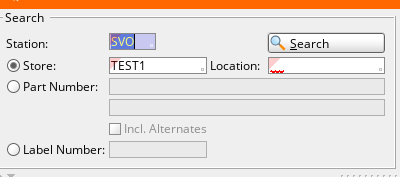 Search
Station: SVO Search
Store: TEST1 Location:
Part Number:
Incl. Alternates
Label Number: